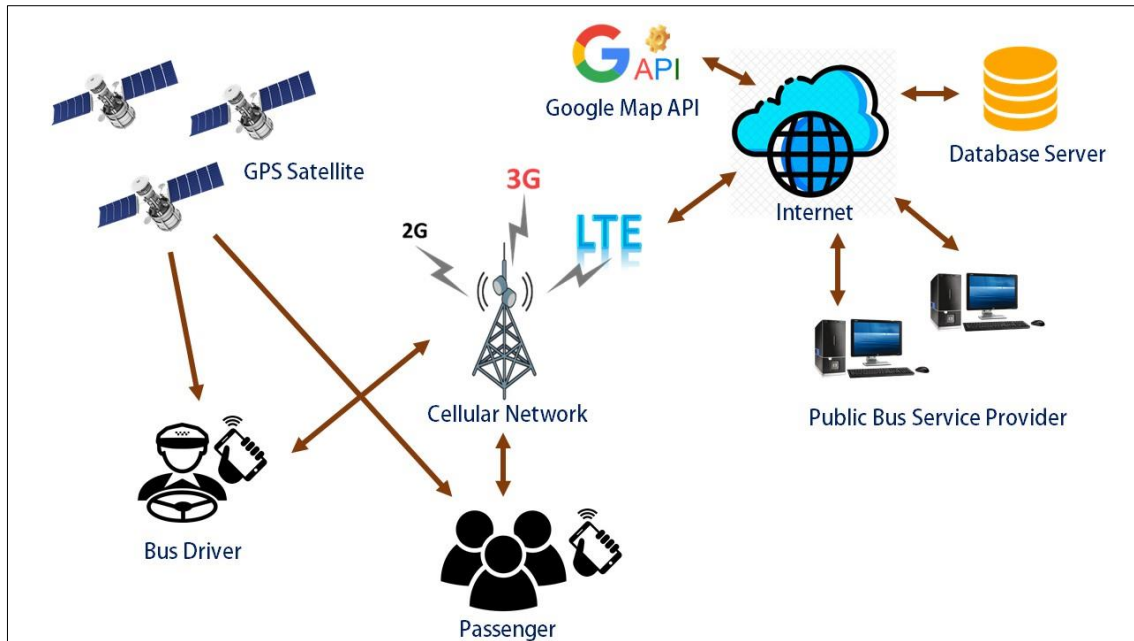 G API
Google Map API
Database Server
GPS Satellite
3G
Internet
2G
LTE
Cellular Network
Public Bus Service Provider
Bus Driver
Passenger